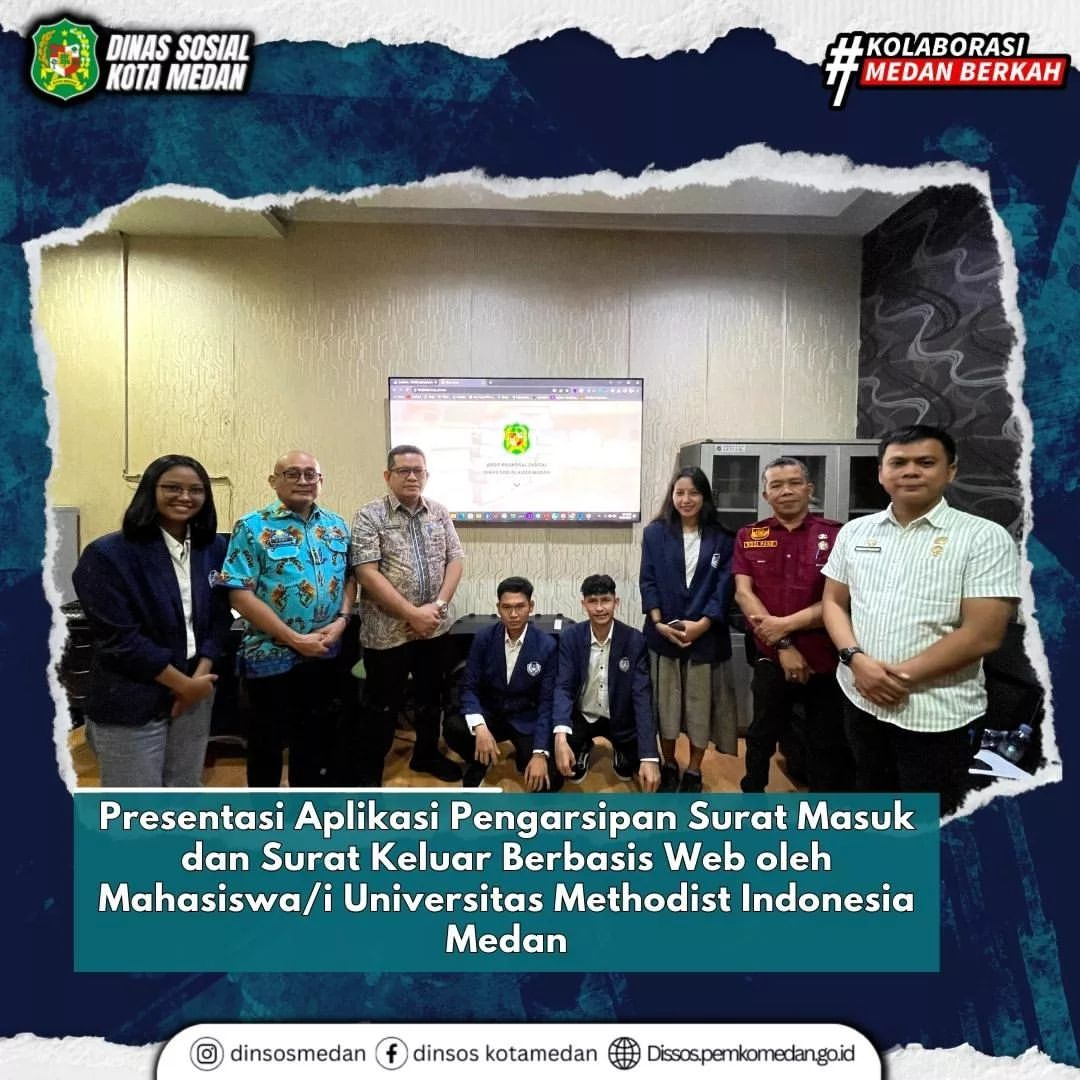 DINAS SOSIAL
KOTA MEDAN
#KOLABORASI
MEDAN BERKAH
Presentasi Aplikasi Pengarsipan Surat Masuk
dan Surat Keluar Berbasis Web oleh
Mahasiswa/i Universitas Methodist Indonesia
Medan
dinsosmedan
dinsos kotamedan
Dissos.pemkomedan.go.id